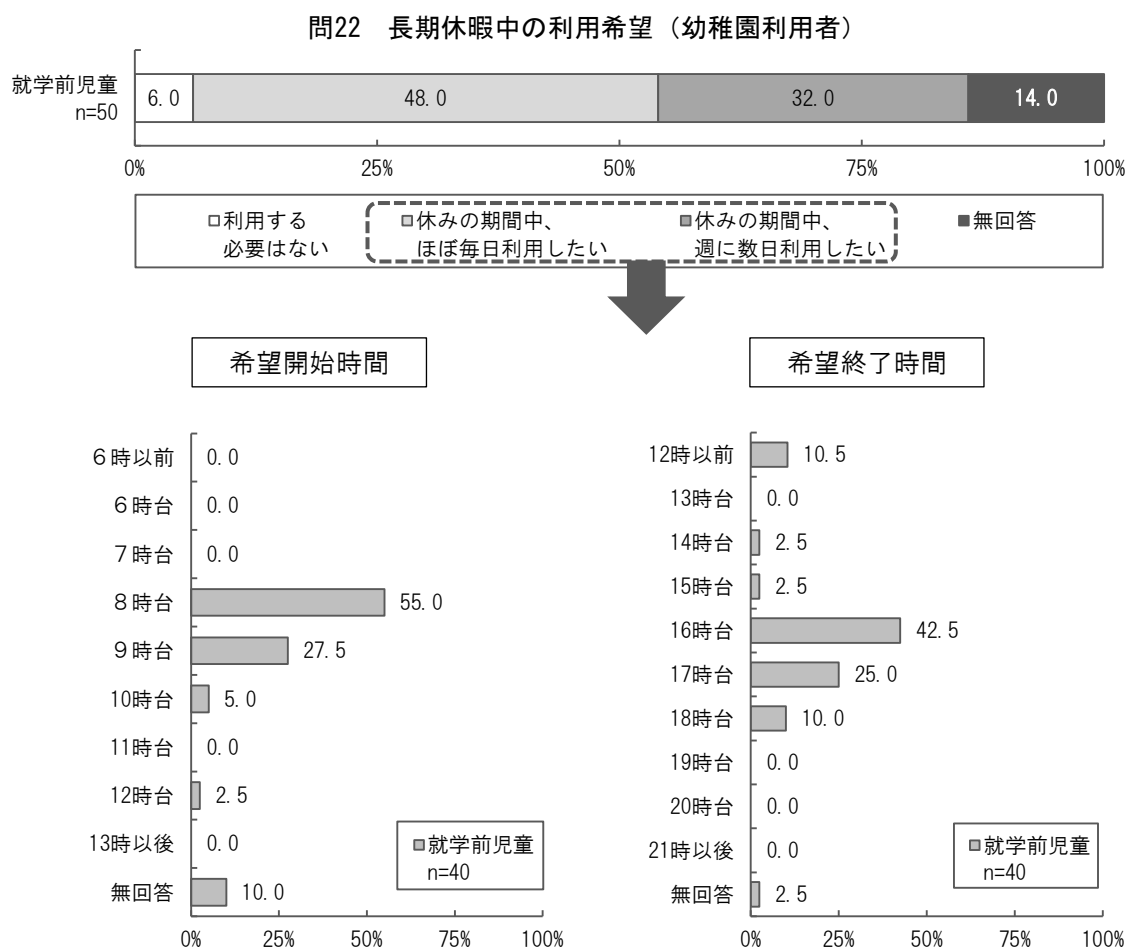 問22　長期休暇中の利用希望（幼稚園利用者）
就学前児童
n=50
6.0 48.0 32.0 14.0
0% 25% 50% 75% 100%
利用する
必要はない
休みの期間中、
ほぼ毎日利用したい
休みの期間中、
週に数日利用したい
無回答
希望開始時間
６時以前 0.0
６時台 0.0
７時台 0.0
８時台 55.0
９時台 27.5
10時台 5.0
11時台 0.0
12時台 2.5
13時以後 0.0
無回答 10.0
就学前児童
n=40
0% 25% 50% 75% 100%
希望終了時間
12時以前 10.5
13時台 0.0
14時台 2.5
15時台 2.5
16時台 42.5
17時台 25.0
18時台 10.0
19時台 0.0
20時台 0.0
21時以後 0.0
無回答 2.5
就学前児童
n=40
0% 25% 50% 75% 100%